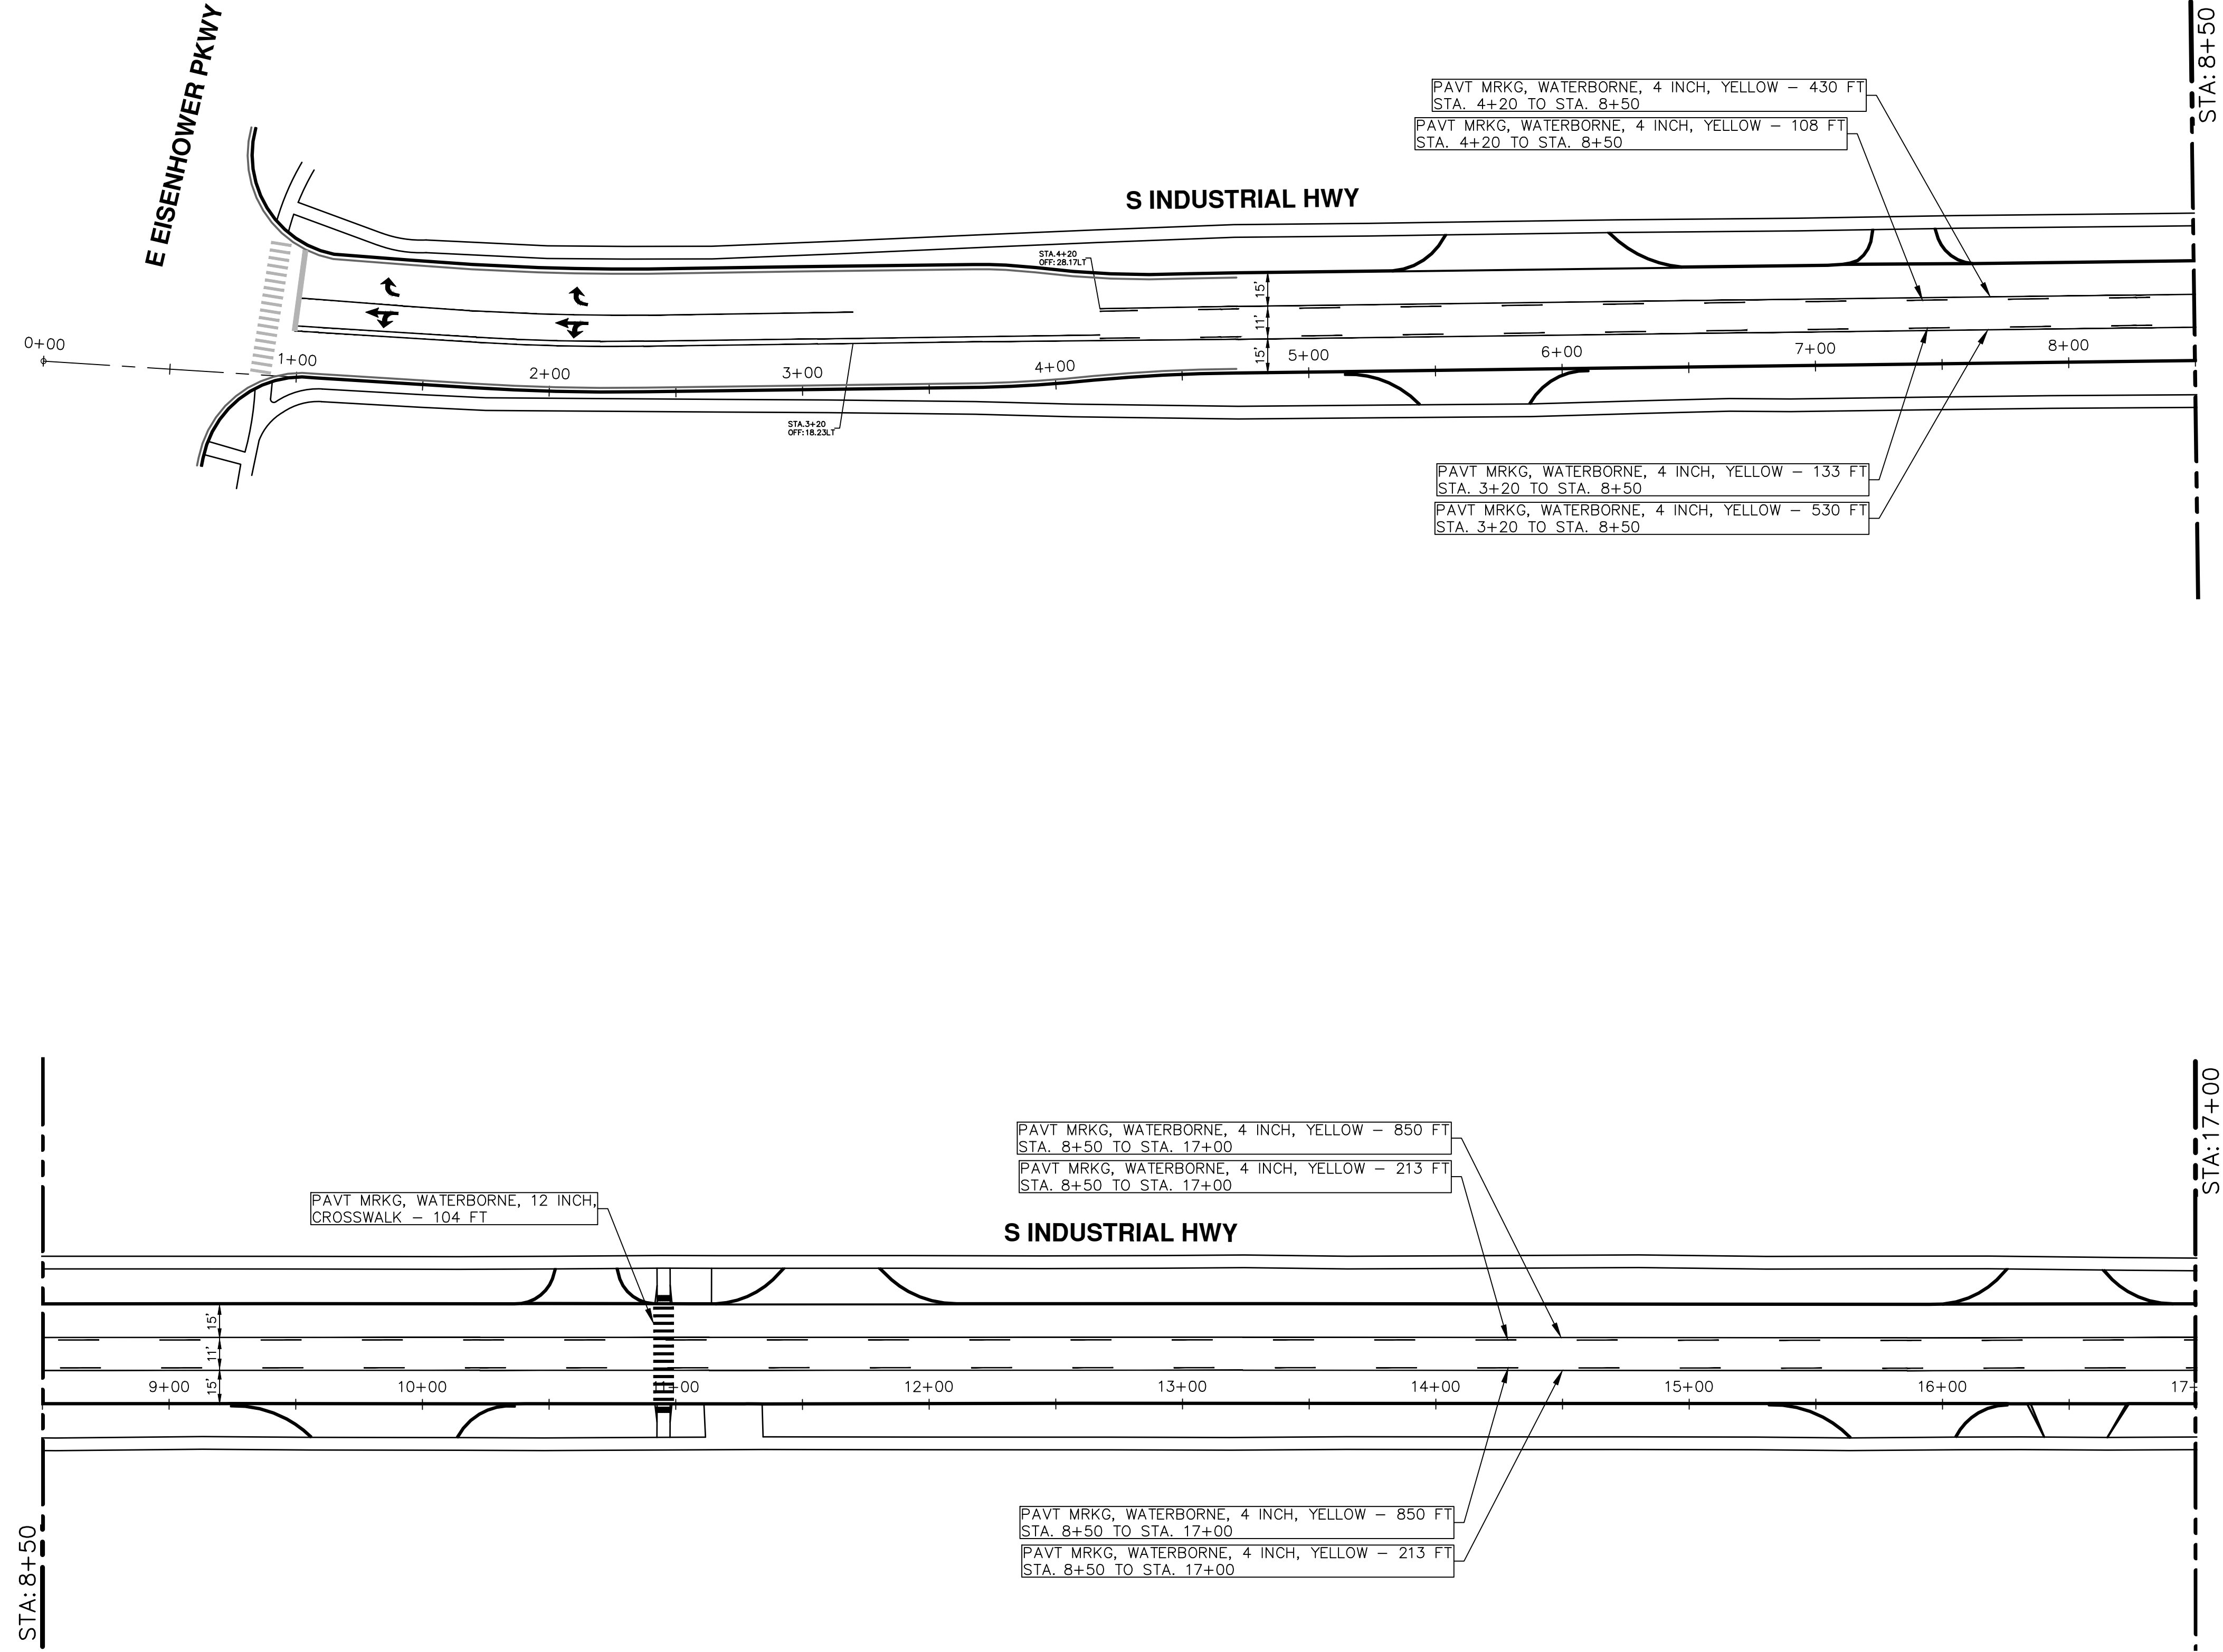 E EISENHOWER PKWY
STA: 8+50
PAVT MRKG, WATERBORNE, 4 INCH, YELLOW – 430 FT
STA. 4+20 TO STA. 8+50
PAVT MRKG, WATERBORNE, 4 INCH, YELLOW – 108 FT
STA. 4+20 TO STA. 8+50
S INDUSTRIAL HWY
STA.4+20
OFF:28.17LT
15'
11'
15'
0+00
1+00
2+00
3+00
4+00
5+00
6+00
7+00
8+00
STA.3+20
OFF:18.23LT
PAVT MRKG, WATERBORNE, 4 INCH, YELLOW – 133 FT
STA. 3+20 TO STA. 8+50
PAVT MRKG, WATERBORNE, 4 INCH, YELLOW – 530 FT
STA. 3+20 TO STA. 8+50
STA:17+00
PAVT MRKG, WATERBORNE, 4 INCH, YELLOW – 850 FT
STA. 8+50 TO STA. 17+00
PAVT MRKG, WATERBORNE, 4 INCH, YELLOW – 213 FT
STA. 8+50 TO STA. 17+00
PAVT MRKG, WATERBORNE, 12 INCH,
CROSSWALK – 104 FT
S INDUSTRIAL HWY
15'
11'
15'
9+00
10+00
11+00
12+00
13+00
14+00
15+00
16+00
17+
PAVT MRKG, WATERBORNE, 4 INCH, YELLOW – 850 FT
STA. 8+50 TO STA. 17+00
PAVT MRKG, WATERBORNE, 4 INCH, YELLOW – 213 FT
STA. 8+50 TO STA. 17+00
STA: 8+50